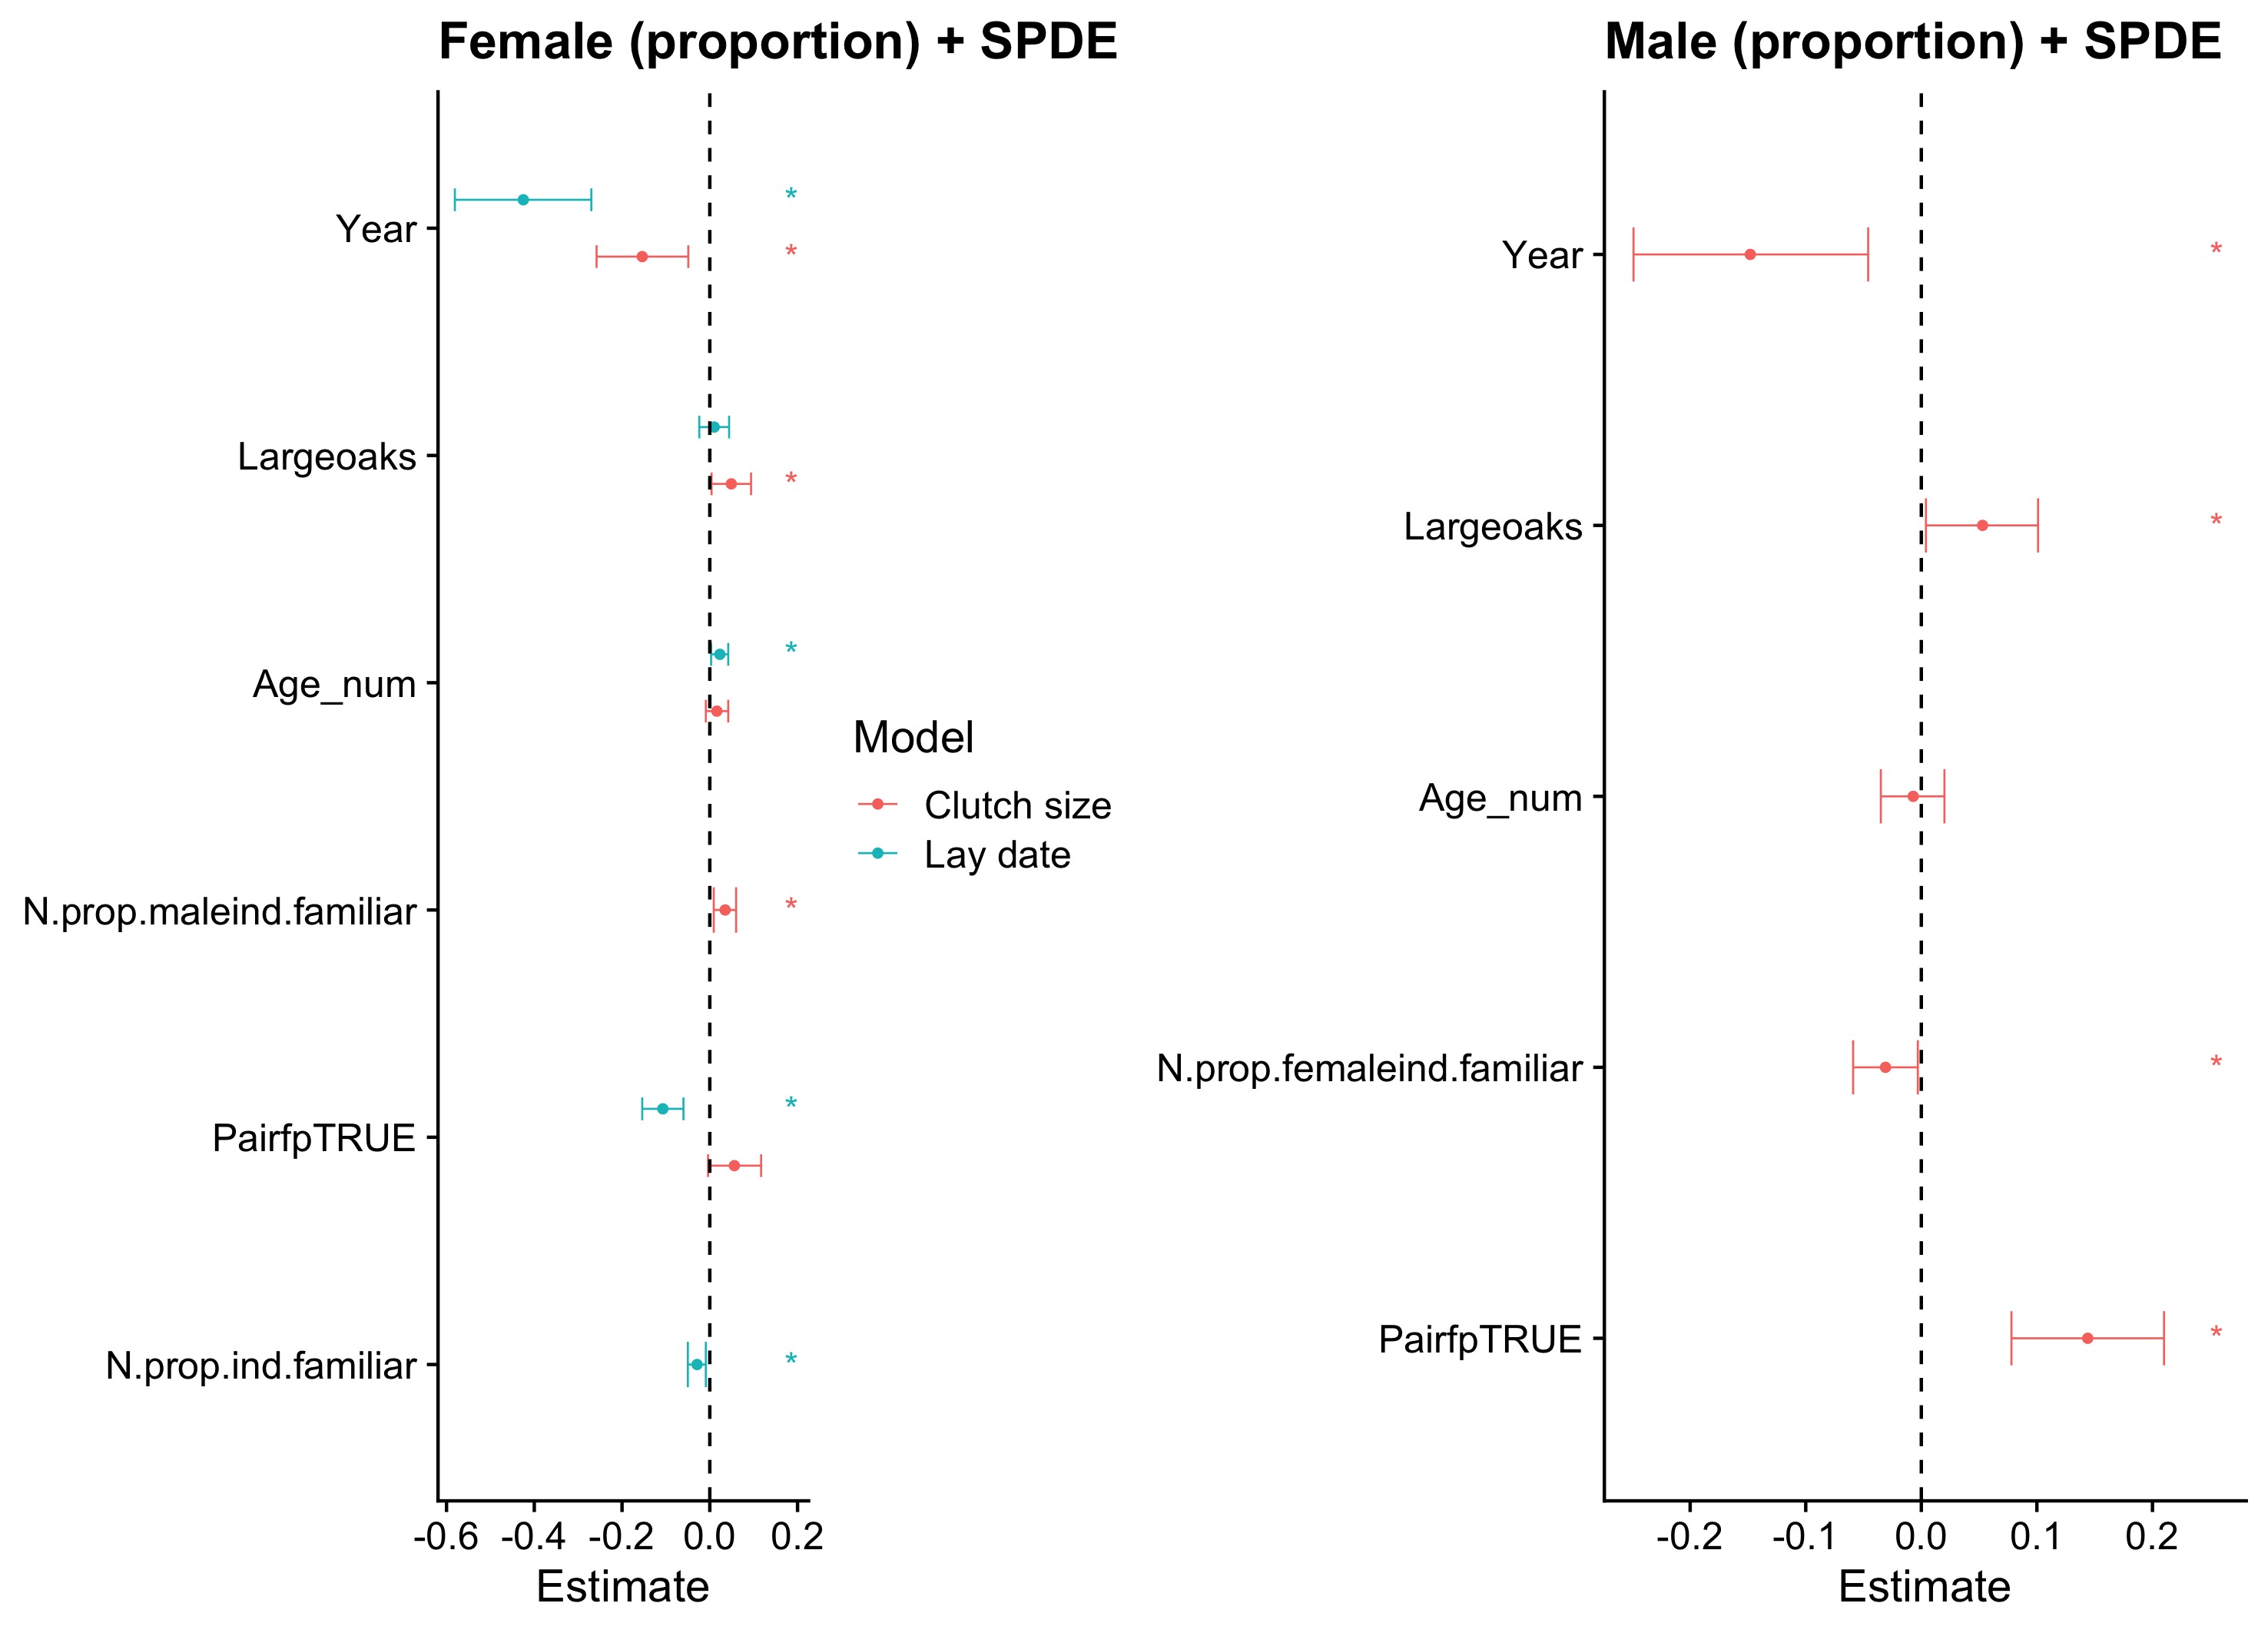 Female (proportion) + SPDE
Year
*
*
Largeoaks
*
Age_num
*
N.prop.maleind.familiar
*
PairfpTRUE
*
N.prop.ind.familiar
*
-0.6 -0.4 -0.2 0.0 0.2
Estimate
Model
Clutch size
Lay date
Male (proportion) + SPDE
Year
*
Largeoaks
*
Age_num
N.prop.femaleind.familiar
*
PairfpTRUE
*
-0.2 -0.1 0.0 0.1 0.2
Estimate